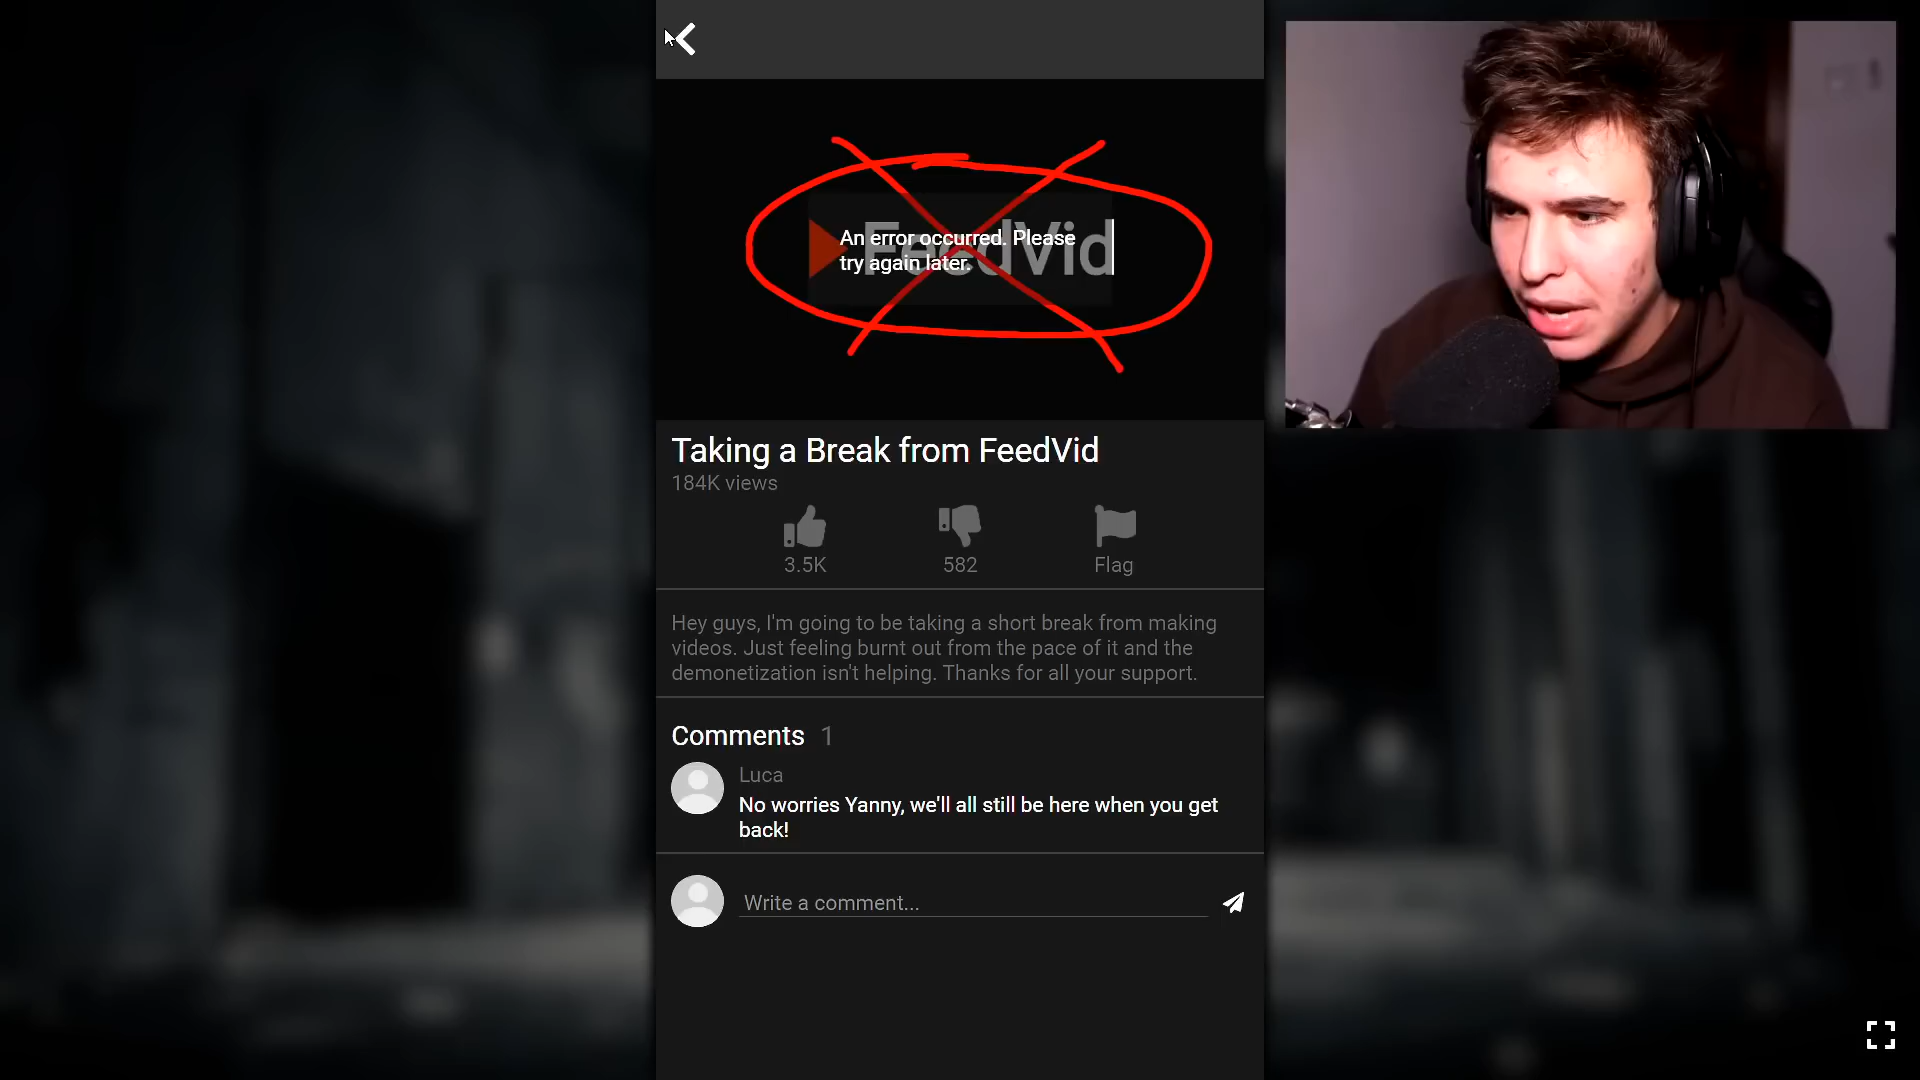 FeedVid
An error occurred. Please
try again later.
Taking a Break from FeedVid
184K views
3.5K
582
Flag
Hey guys, I'm going to be taking a short break from making
videos. Just feeling burnt out from the pace of it and the
demonetization isn't helping. Thanks for all your support.
Comments 1
Luca
No worries Yanny, we'll all still be here when you get
back!
Write a comment...